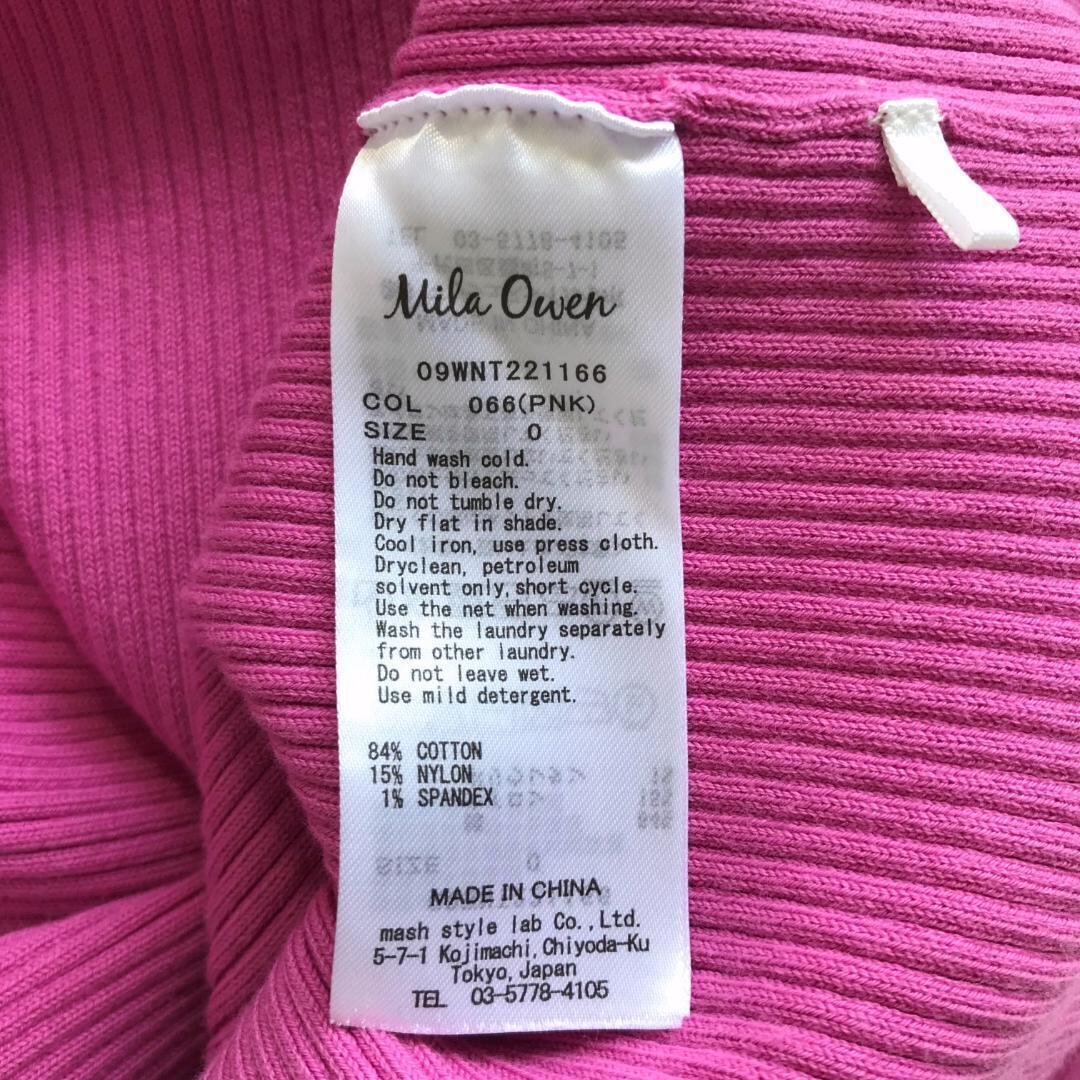 Mila Owen
09WNT221166
COL 066(PNK)
SIZE 0
Hand wash cold.
Do not bleach.
Do not tumble dry.
Dry flat in shade.
Cool iron, use press cloth.
Dryclean, petroleum
solvent only, short cycle.
Use the net when washing.
Wash the laundry separately
from other laundry.
Do not leave wet.
Use mild detergent.
84% COTTON
15% NYLON
1% SPANDEX
MADE IN CHINA
mash style lab Co.,Ltd.
5-7-1 Kojimachi, Chiyoda-Ku
Tokyo, Japan
TEL 03-5778-4105